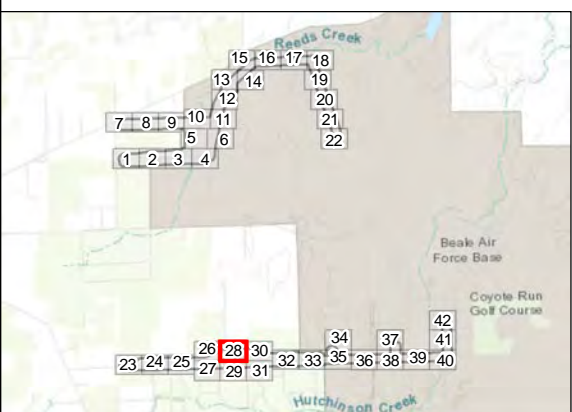 Reeds Creek
15 16 17 18
13 14 19
12 20
7 8 9 10 11 21
5 6 22
1 2 3 4
Beale Air
Force Base
Coyote Run
Golf Course
42
34 37 41
26 28 30 35
23 24 25 27 29 31 32 33 36 38 39 40
Hutchinson Creek